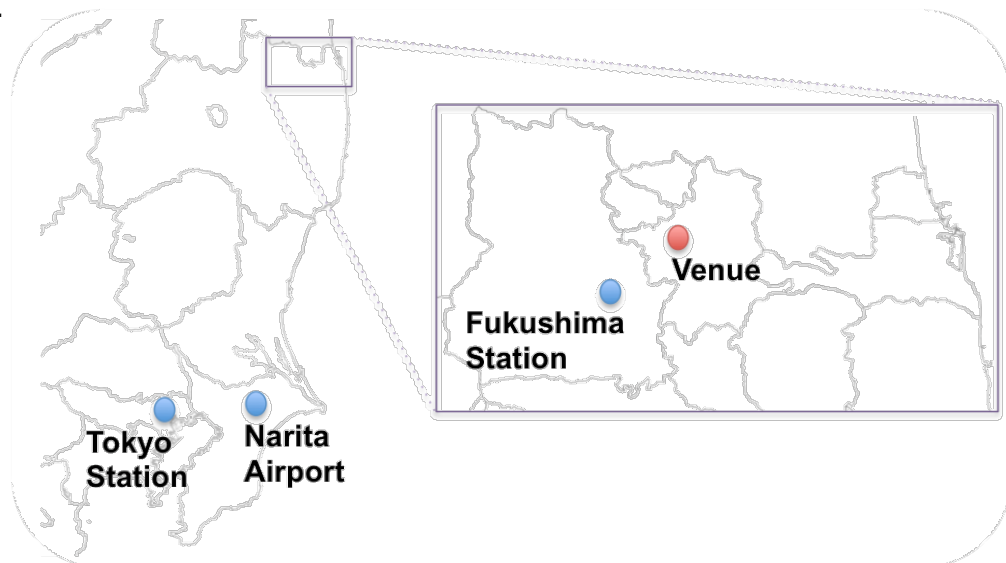 Venue
Fukushima
Station
Tokyo
Station
Narita
Airport